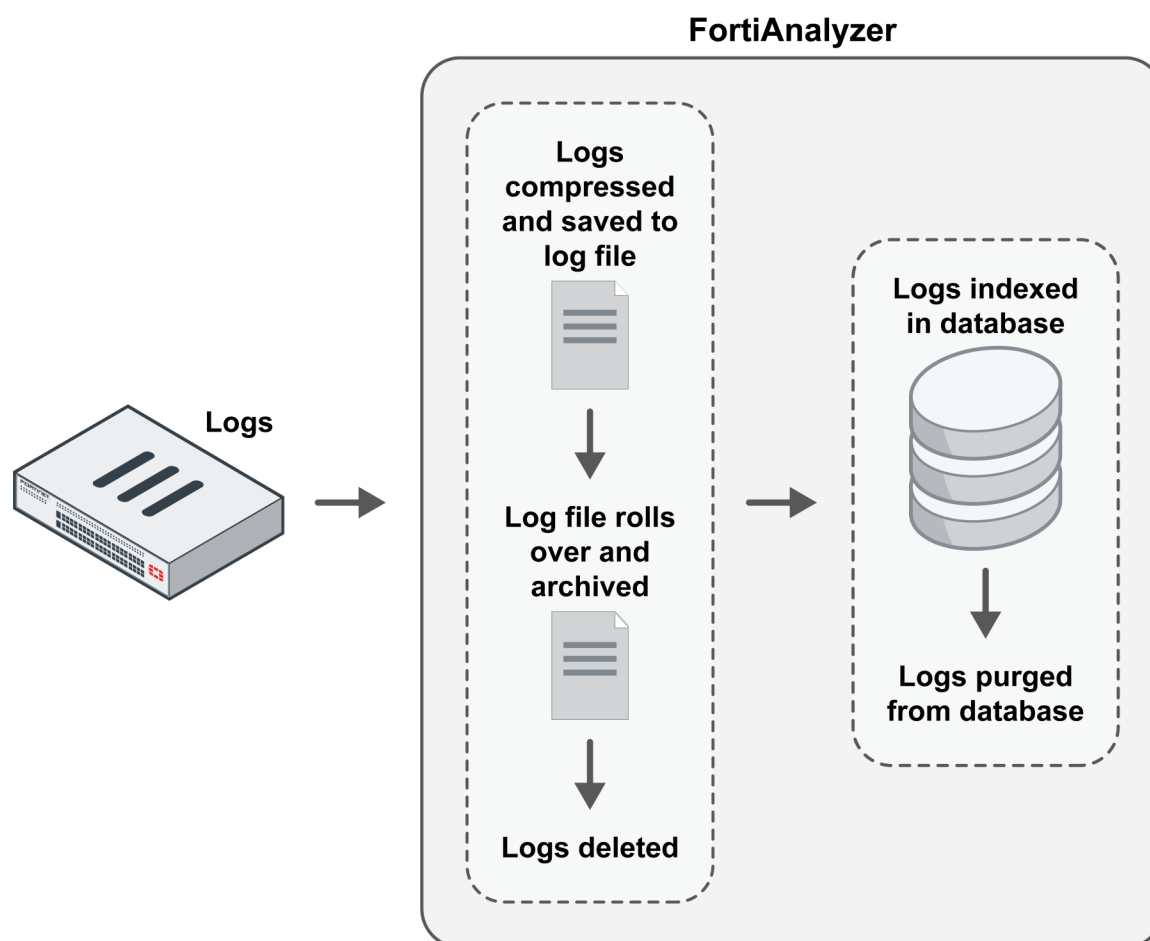 FortiAnalyzer
Logs
compressed
and saved to
log file
Logs indexed
in database
Logs
FORTINET
Log file rolls
over and
archived
Logs purged
from database
Logs deleted